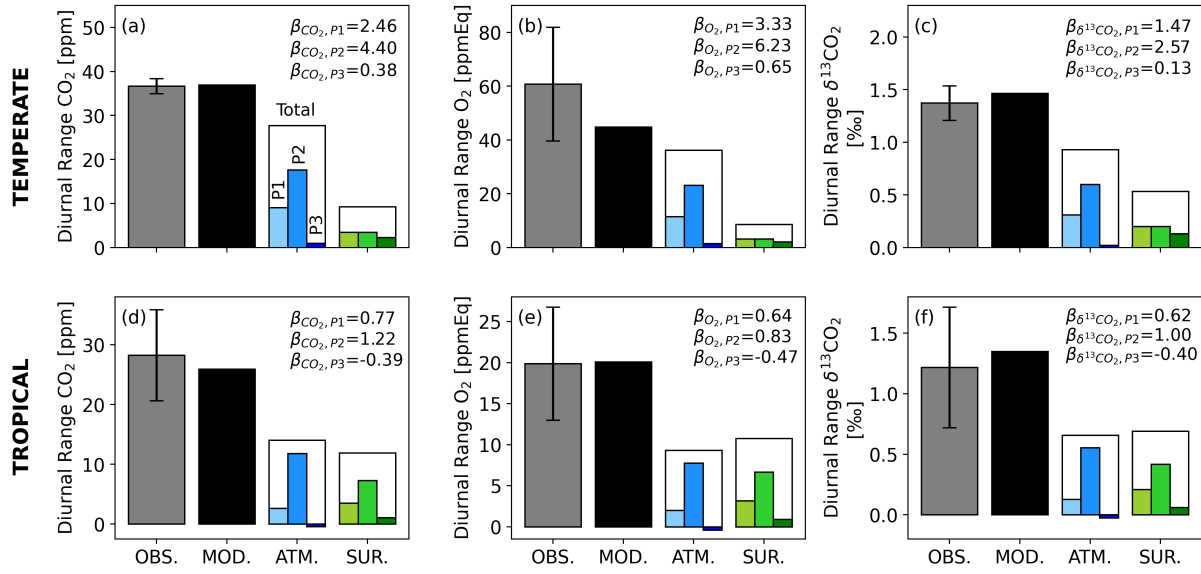 TEMPERATE
Diurnal Range CO₂ [ppm]
50
40
30
20
10
0
(a)
β_{CO₂, P1}=2.46
β_{CO₂, P2}=4.40
β_{CO₂, P3}=0.38
Total
P1
P2
P3
Diurnal Range O₂ [ppmEq]
80
60
40
20
0
(b)
β_{O₂, P1}=3.33
β_{O₂, P2}=6.23
β_{O₂, P3}=0.65
Diurnal Range δ¹³CO₂
[‰]
2.0
1.5
1.0
0.5
0.0
(c)
β_{δ¹³CO₂, P1}=1.47
β_{δ¹³CO₂, P2}=2.57
β_{δ¹³CO₂, P3}=0.13
TROPICAL
Diurnal Range CO₂ [ppm]
30
20
10
0
(d)
β_{CO₂, P1}=0.77
β_{CO₂, P2}=1.22
β_{CO₂, P3}=-0.39
OBS. MOD. ATM. SUR.
Diurnal Range O₂ [ppmEq]
25
20
15
10
5
0
(e)
β_{O₂, P1}=0.64
β_{O₂, P2}=0.83
β_{O₂, P3}=-0.47
OBS. MOD. ATM. SUR.
Diurnal Range δ¹³CO₂
[‰]
1.5
1.0
0.5
0.0
(f)
β_{δ¹³CO₂, P1}=0.62
β_{δ¹³CO₂, P2}=1.00
β_{δ¹³CO₂, P3}=-0.40
OBS. MOD. ATM. SUR.